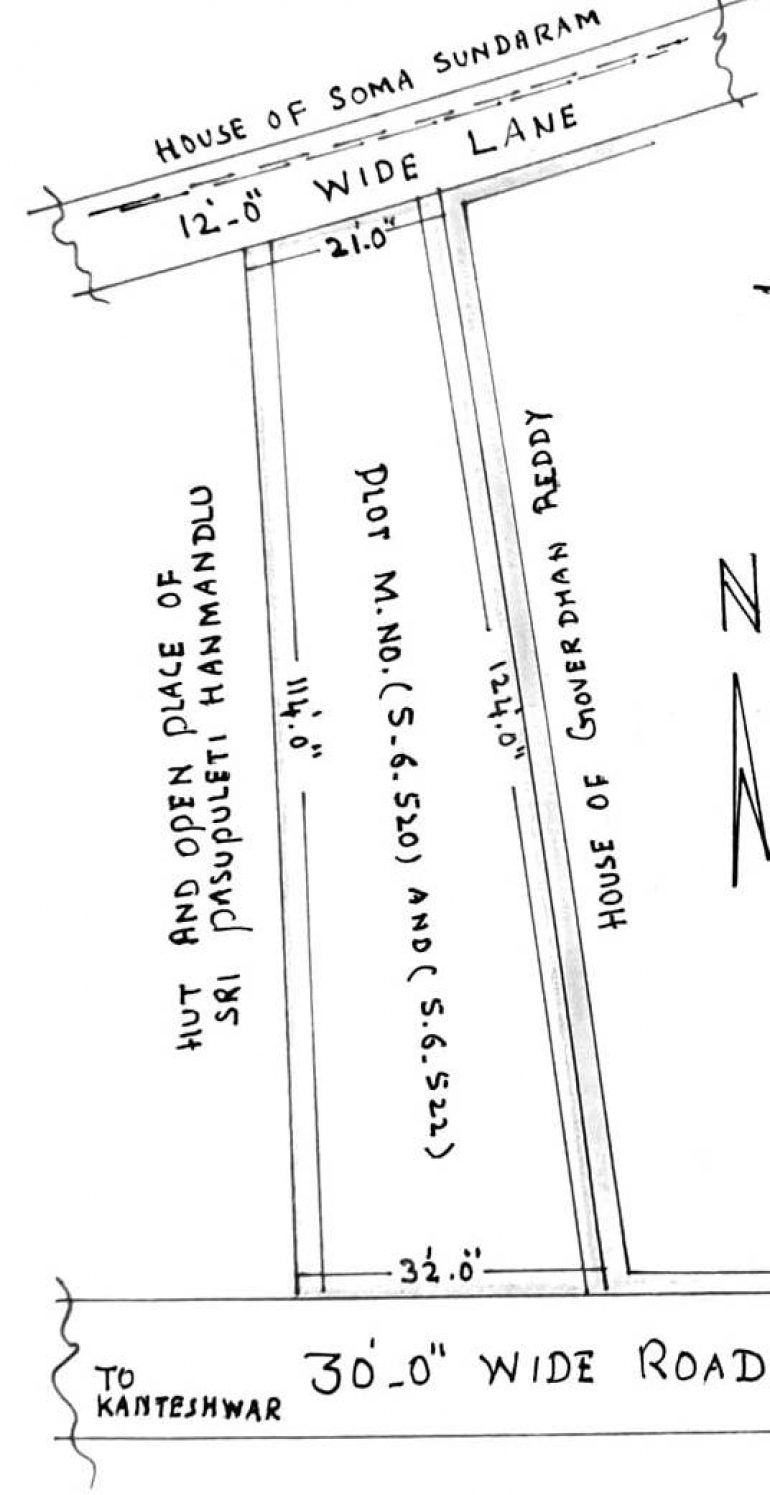 HOUSE OF SOMA SUNDARAM
12'-0" WIDE LANE
21'.0"
HUT AND OPEN PLACE OF
SRI PASUPULETI HANMANDLU
114'.0"
PLOT M.NO.(5-6.520) AND (5.6.522)
124'.0"
HOUSE OF GOVERDHAN REDDY
N
32'.0"
TO
KANTESHWAR
30'-0" WIDE ROAD